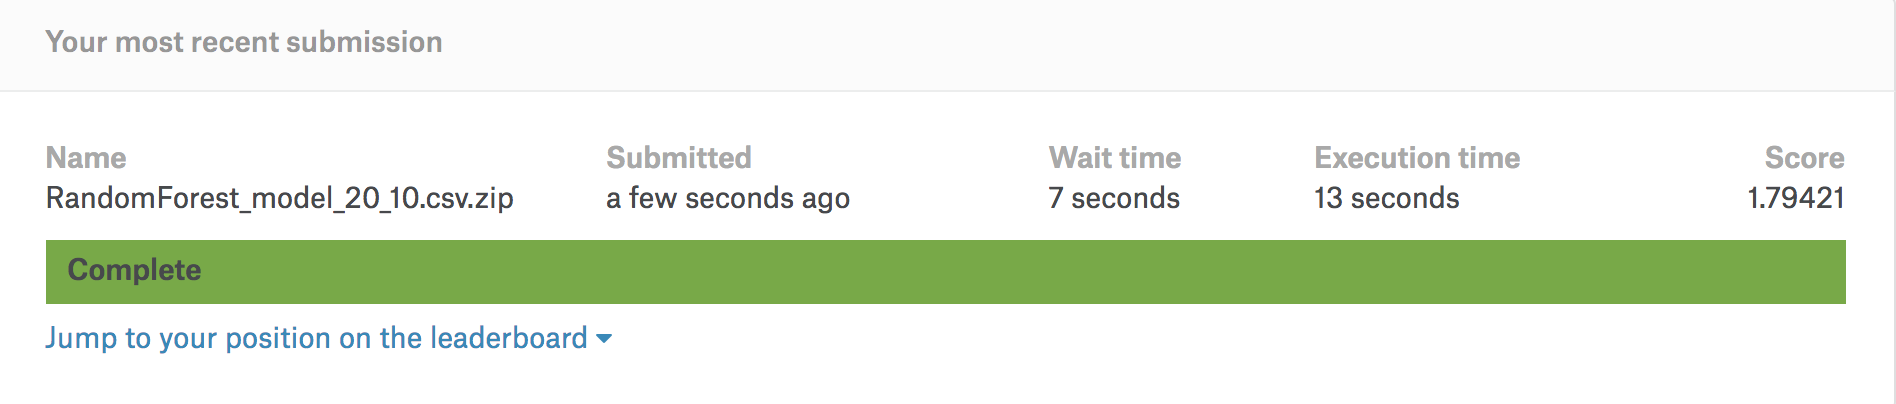 Your most recent submission
Name Submitted Wait time Execution time Score
RandomForest_model_20_10.csv.zip a few seconds ago 7 seconds 13 seconds 1.79421
Complete
Jump to your position on the leaderboard